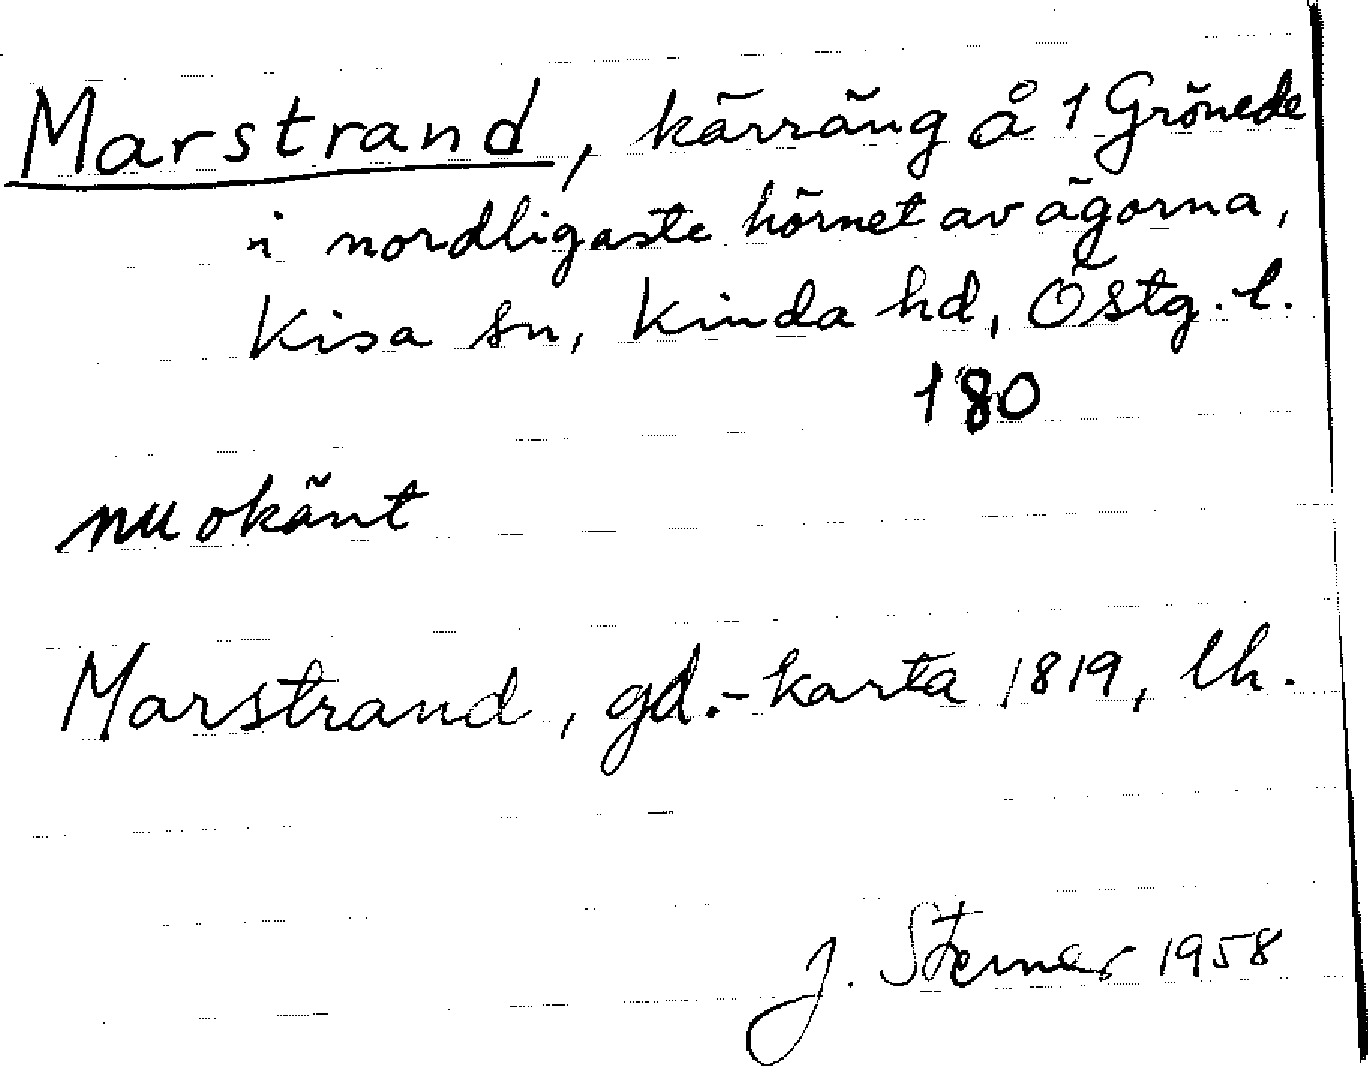 Marstrand, kärräng å 1 Grönede
i nordligaste hörnet av ägorna,
Kisa sn, Kinda hd, Östg. l.
180
nu okänt
Marstrand, gd.-karta 1819, lh.
J. Sterner 1958